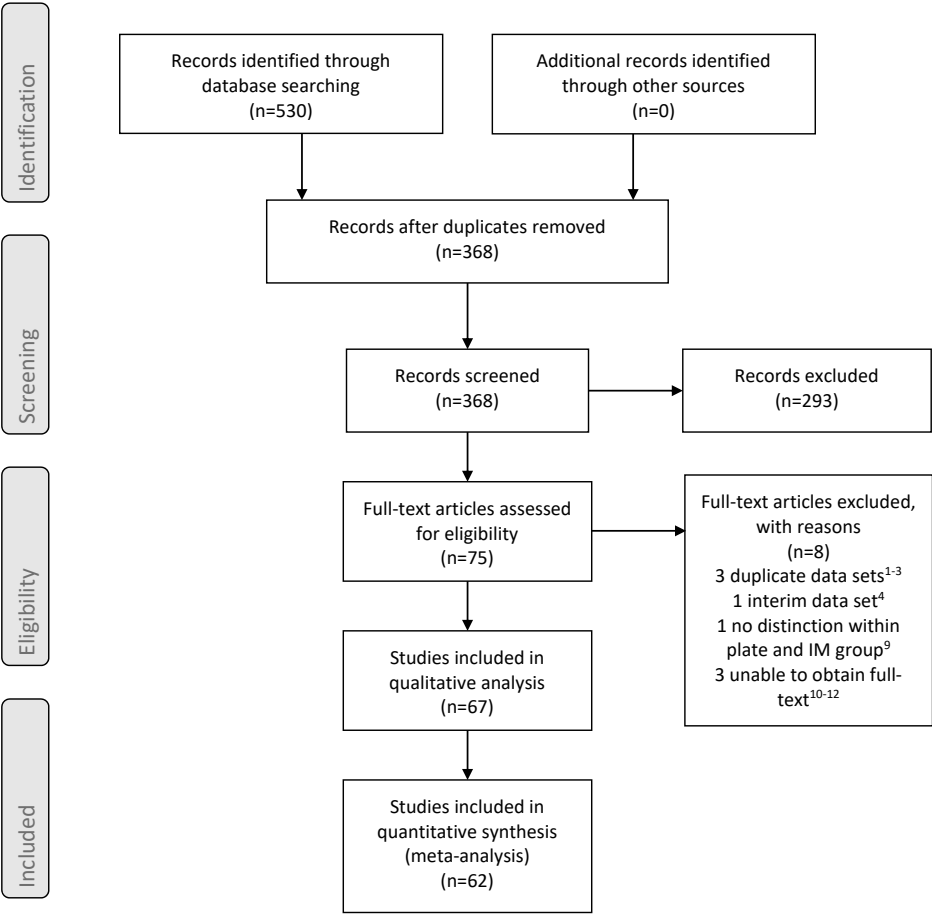 Identification
Records identified through
database searching
(n=530)
Additional records identified
through other sources
(n=0)
Records after duplicates removed
(n=368)
Screening
Records screened
(n=368)
Records excluded
(n=293)
Eligibility
Full-text articles assessed
for eligibility
(n=75)
Full-text articles excluded,
with reasons
(n=8)
3 duplicate data sets1-3
1 interim data set4
1 no distinction within
plate and IM group9
3 unable to obtain full-
text10-12
Studies included in
qualitative analysis
(n=67)
Included
Studies included in
quantitative synthesis
(meta-analysis)
(n=62)